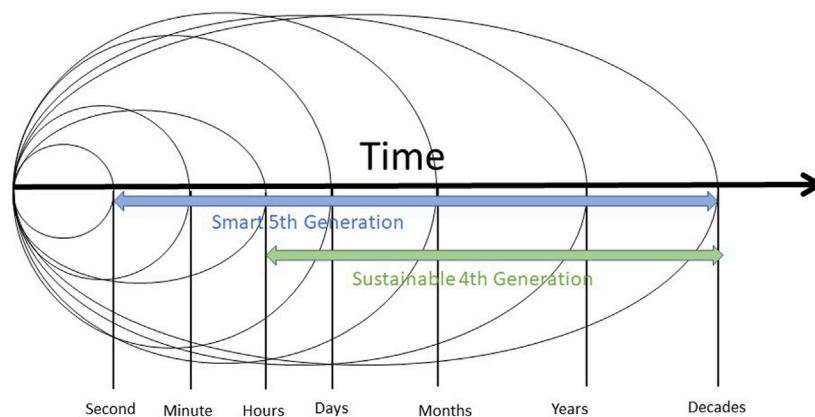 Time
Smart 5th Generation
Sustainable 4th Generation
Second Minute Hours Days Months Years Decades